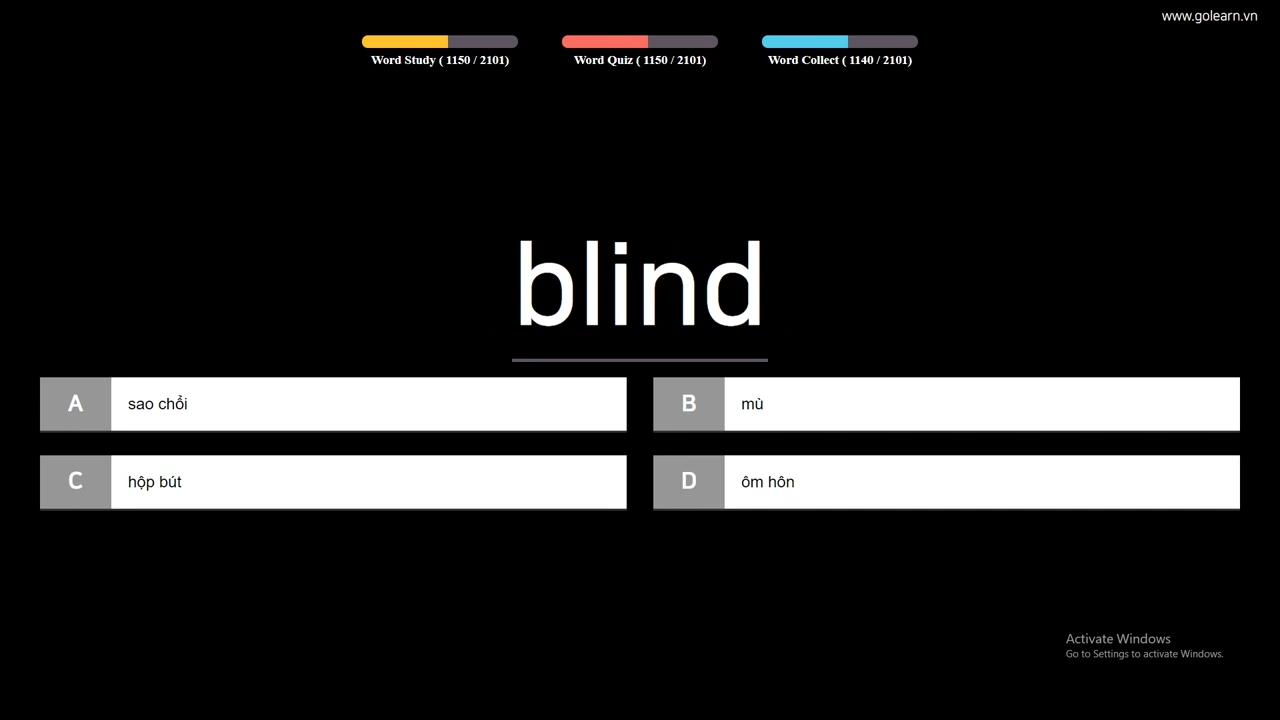 www.golearn.vn
Word Study ( 1150 / 2101) Word Quiz ( 1150 / 2101) Word Collect ( 1140 / 2101)
blind
A sao chổi B mù
C hộp bút D ôm hôn
Activate Windows
Go to Settings to activate Windows.